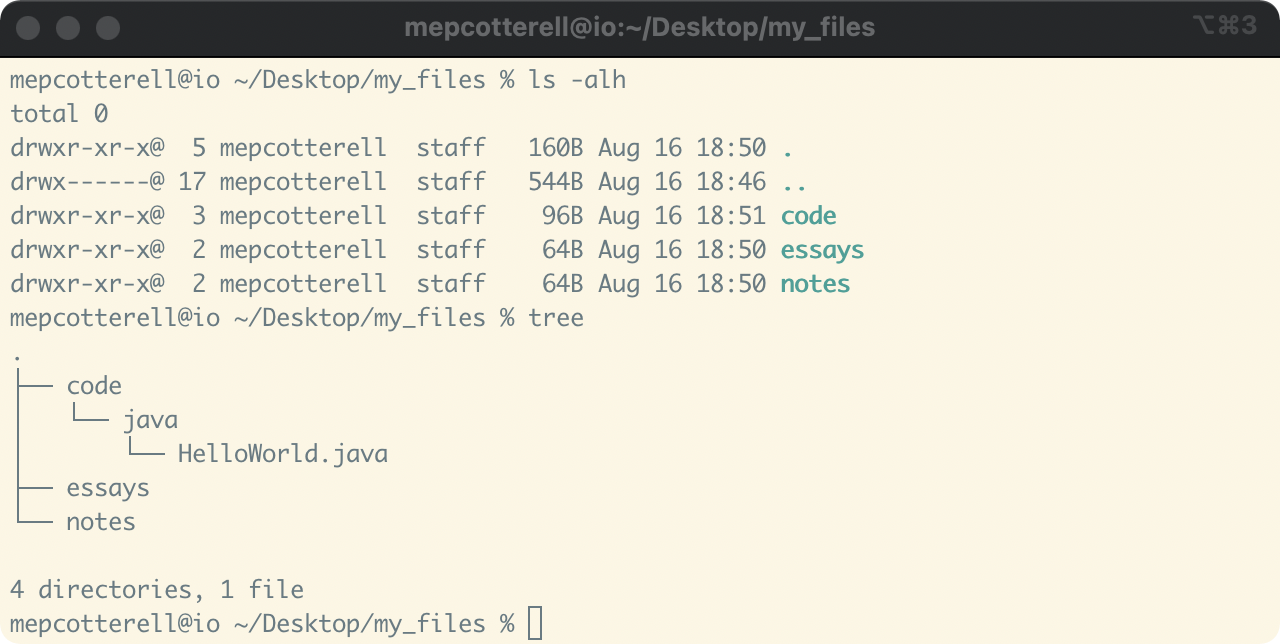 mepcotterell@io:~/Desktop/my_files ⌥⌘3
mepcotterell@io ~/Desktop/my_files % ls -alh
total 0
drwxr-xr-x@  5 mepcotterell  staff   160B Aug 16 18:50 .
drwx------@ 17 mepcotterell  staff   544B Aug 16 18:46 ..
drwxr-xr-x@  3 mepcotterell  staff    96B Aug 16 18:51 code
drwxr-xr-x@  2 mepcotterell  staff    64B Aug 16 18:50 essays
drwxr-xr-x@  2 mepcotterell  staff    64B Aug 16 18:50 notes
mepcotterell@io ~/Desktop/my_files % tree
.
├── code
│   └── java
│       └── HelloWorld.java
├── essays
└── notes

4 directories, 1 file
mepcotterell@io ~/Desktop/my_files %